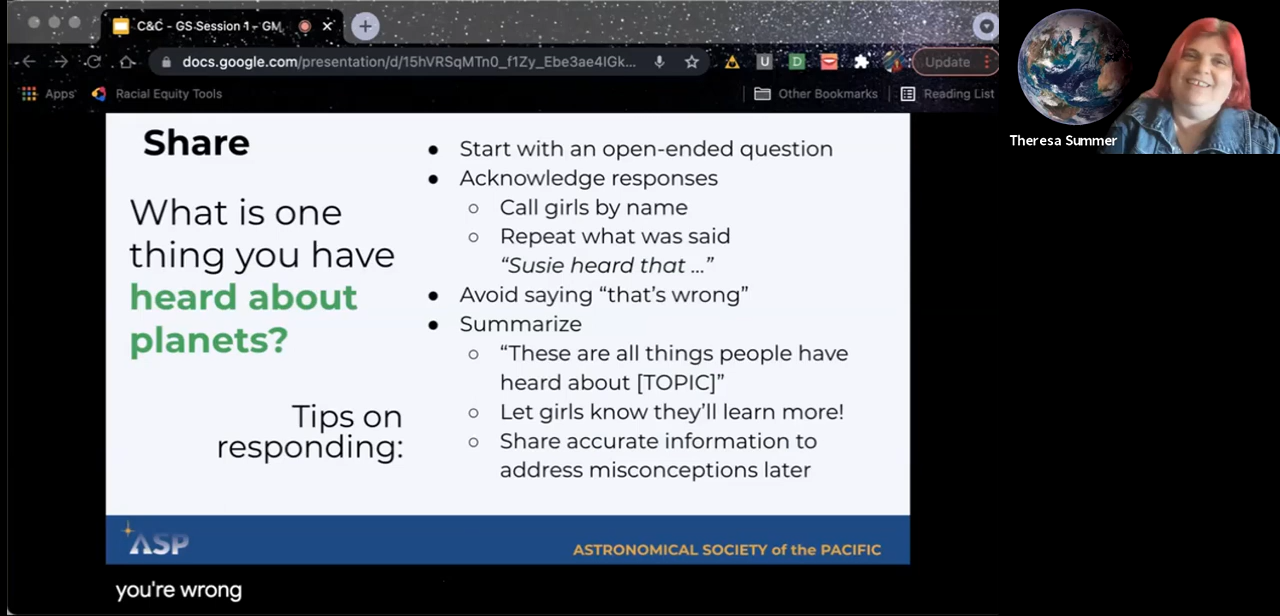 C&C - GS Session 1 - GM
docs.google.com/presentation/d/15hVRSqMTn0_f1Zy_Ebe3ae4IGk...
Update
Apps
Racial Equity Tools
Other Bookmarks
Reading List
Theresa Summer
Share
What is one
thing you have
heard about
planets?
Tips on
responding:
● Start with an open-ended question
● Acknowledge responses
○ Call girls by name
○ Repeat what was said
“Susie heard that ...”
● Avoid saying “that’s wrong”
● Summarize
○ “These are all things people have
heard about [TOPIC]”
○ Let girls know they’ll learn more!
○ Share accurate information to
address misconceptions later
ASP
ASTRONOMICAL SOCIETY of the PACIFIC
you're wrong